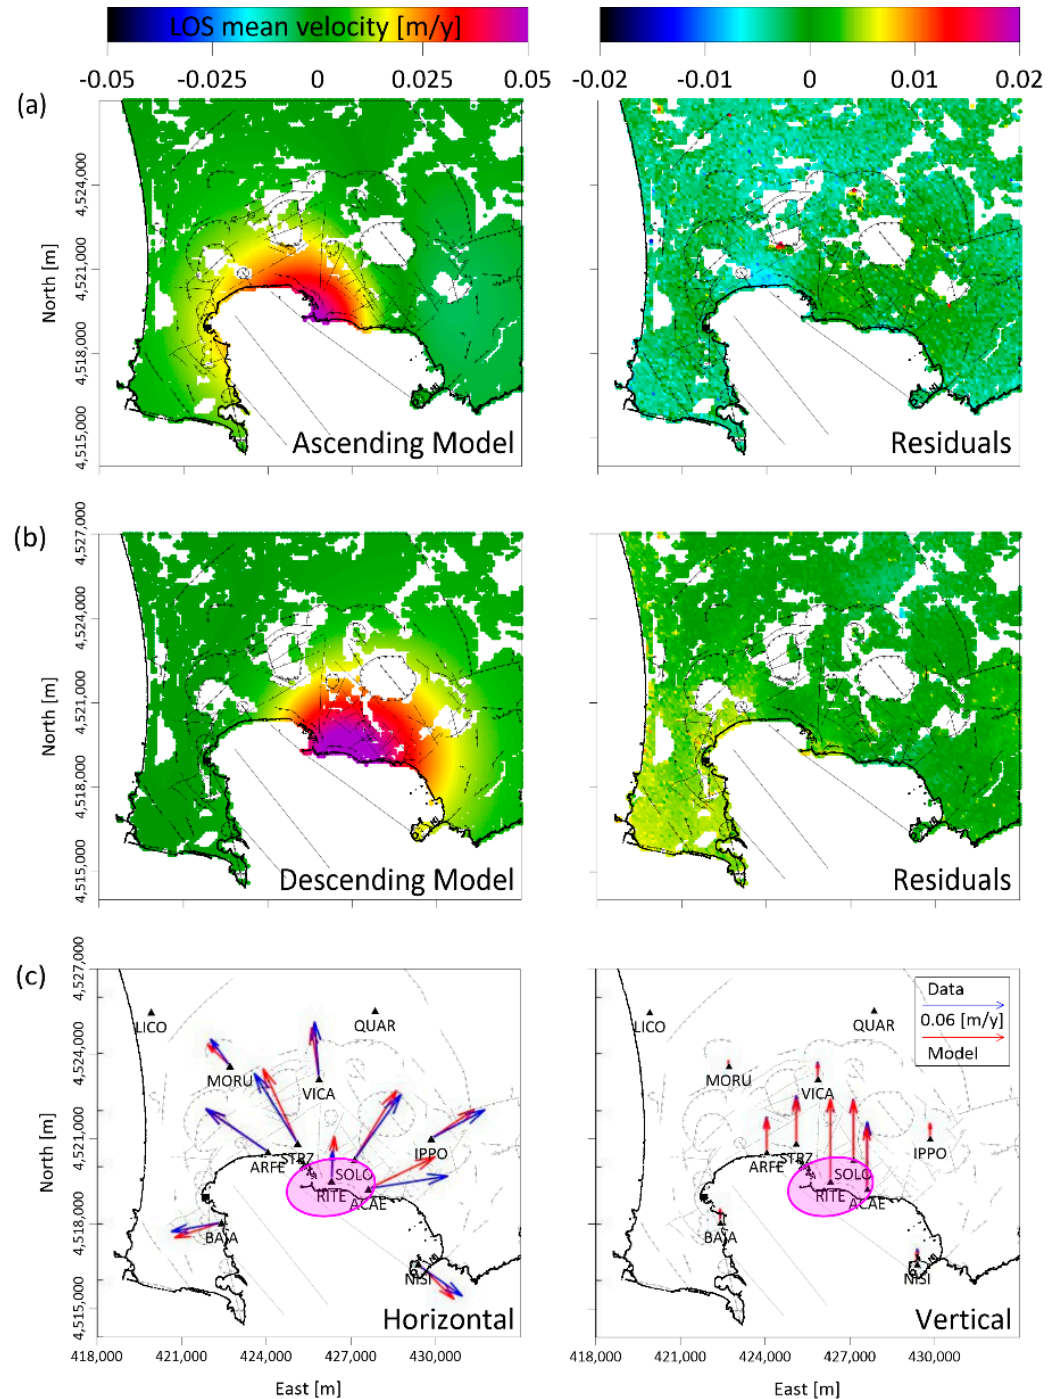 LOS mean velocity [m/y]
-0.05 -0.025 0 0.025 0.05
-0.02 -0.01 0 0.01 0.02
(a)
North [m]
4,524,000
4,521,000
4,518,000
4,515,000
Ascending Model
Residuals
(b)
North [m]
4,527,000
4,524,000
4,521,000
4,518,000
4,515,000
Descending Model
Residuals
(c)
North [m]
4,527,000
4,524,000
4,521,000
4,518,000
4,515,000
LICO
QUAR
MORU
VICA
ARFE
STRZ
SOLO
IPPO
RITE
ACAE
BAIA
NISI
Horizontal
418,000 421,000 424,000 427,000 430,000
East [m]
Data
0.06 [m/y]
Model
LICO
QUAR
MORU
VICA
ARFE
STRZ
SOLO
IPPO
RITE
ACAE
BAIA
NISI
Vertical
418,000 421,000 424,000 427,000 430,000
East [m]